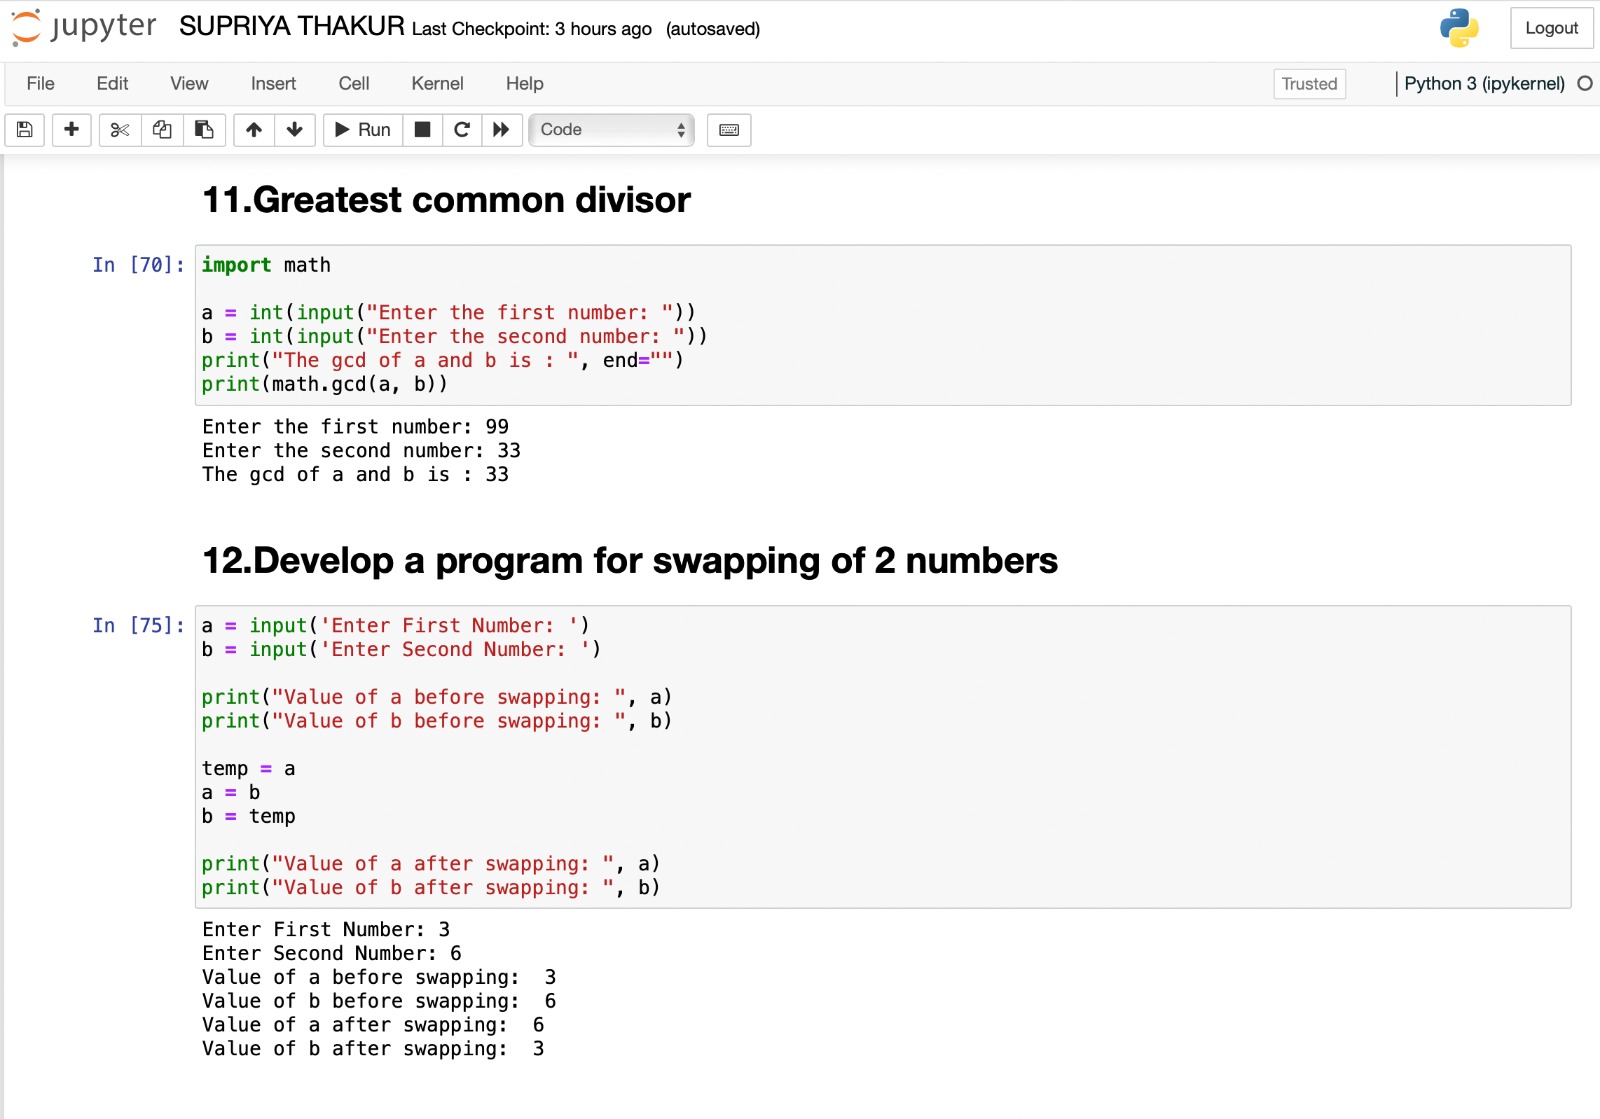 jupyter SUPRIYA THAKUR Last Checkpoint: 3 hours ago (autosaved) Logout
File Edit View Insert Cell Kernel Help Trusted Python 3 (ipykernel)
Run Code
11.Greatest common divisor
In [70]: import math
a = int(input("Enter the first number: "))
b = int(input("Enter the second number: "))
print("The gcd of a and b is : ", end="")
print(math.gcd(a, b))
Enter the first number: 99
Enter the second number: 33
The gcd of a and b is : 33
12.Develop a program for swapping of 2 numbers
In [75]: a = input('Enter First Number: ')
b = input('Enter Second Number: ')
print("Value of a before swapping: ", a)
print("Value of b before swapping: ", b)
temp = a
a = b
b = temp
print("Value of a after swapping: ", a)
print("Value of b after swapping: ", b)
Enter First Number: 3
Enter Second Number: 6
Value of a before swapping:  3
Value of b before swapping:  6
Value of a after swapping:  6
Value of b after swapping:  3